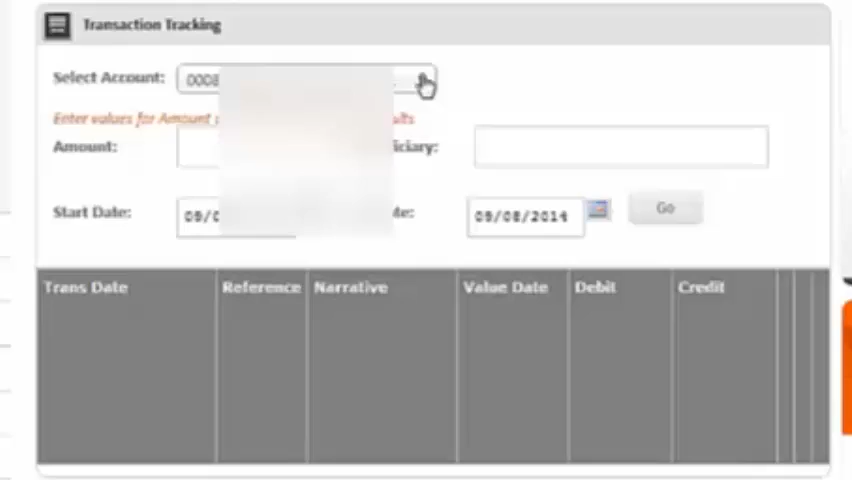 Transaction Tracking
Select Account: 0008
Enter values for Amount
Amount: iciary:
Start Date: 09/0 te: 09/08/2014 Go
Trans Date Reference Narrative Value Date Debit Credit